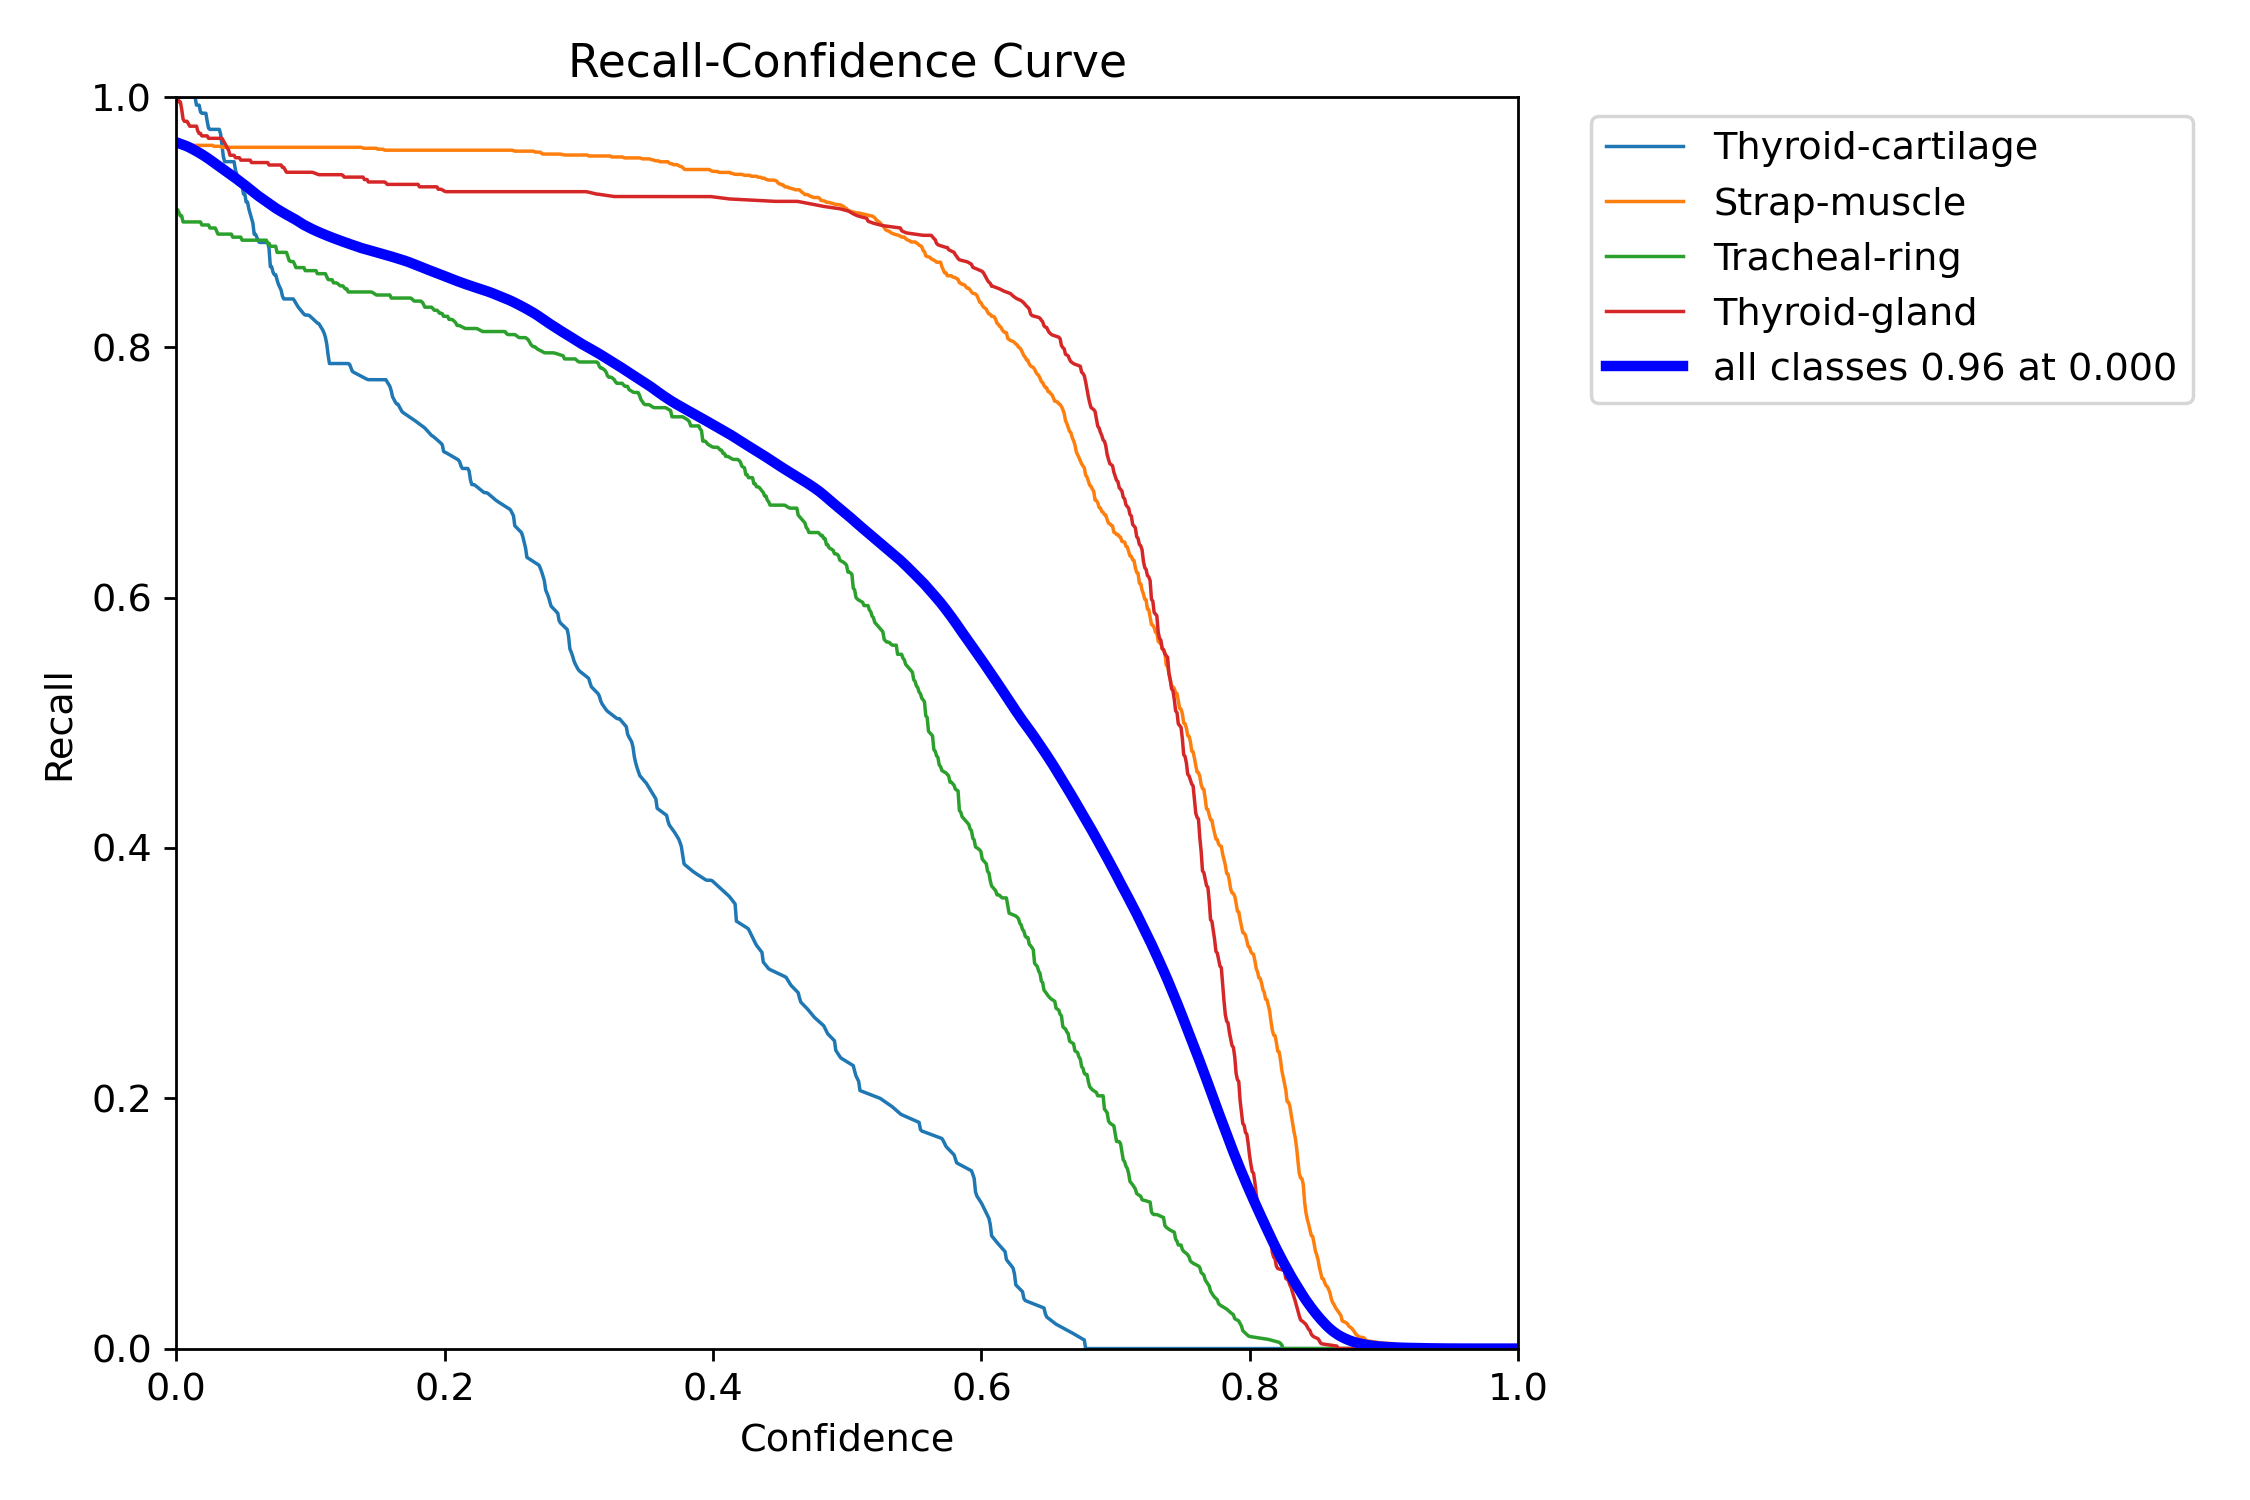 Recall-Confidence Curve
1.0
0.8
0.6
0.4
0.2
0.0
Recall
0.0 0.2 0.4 0.6 0.8 1.0
Confidence
Thyroid-cartilage
Strap-muscle
Tracheal-ring
Thyroid-gland
all classes 0.96 at 0.000